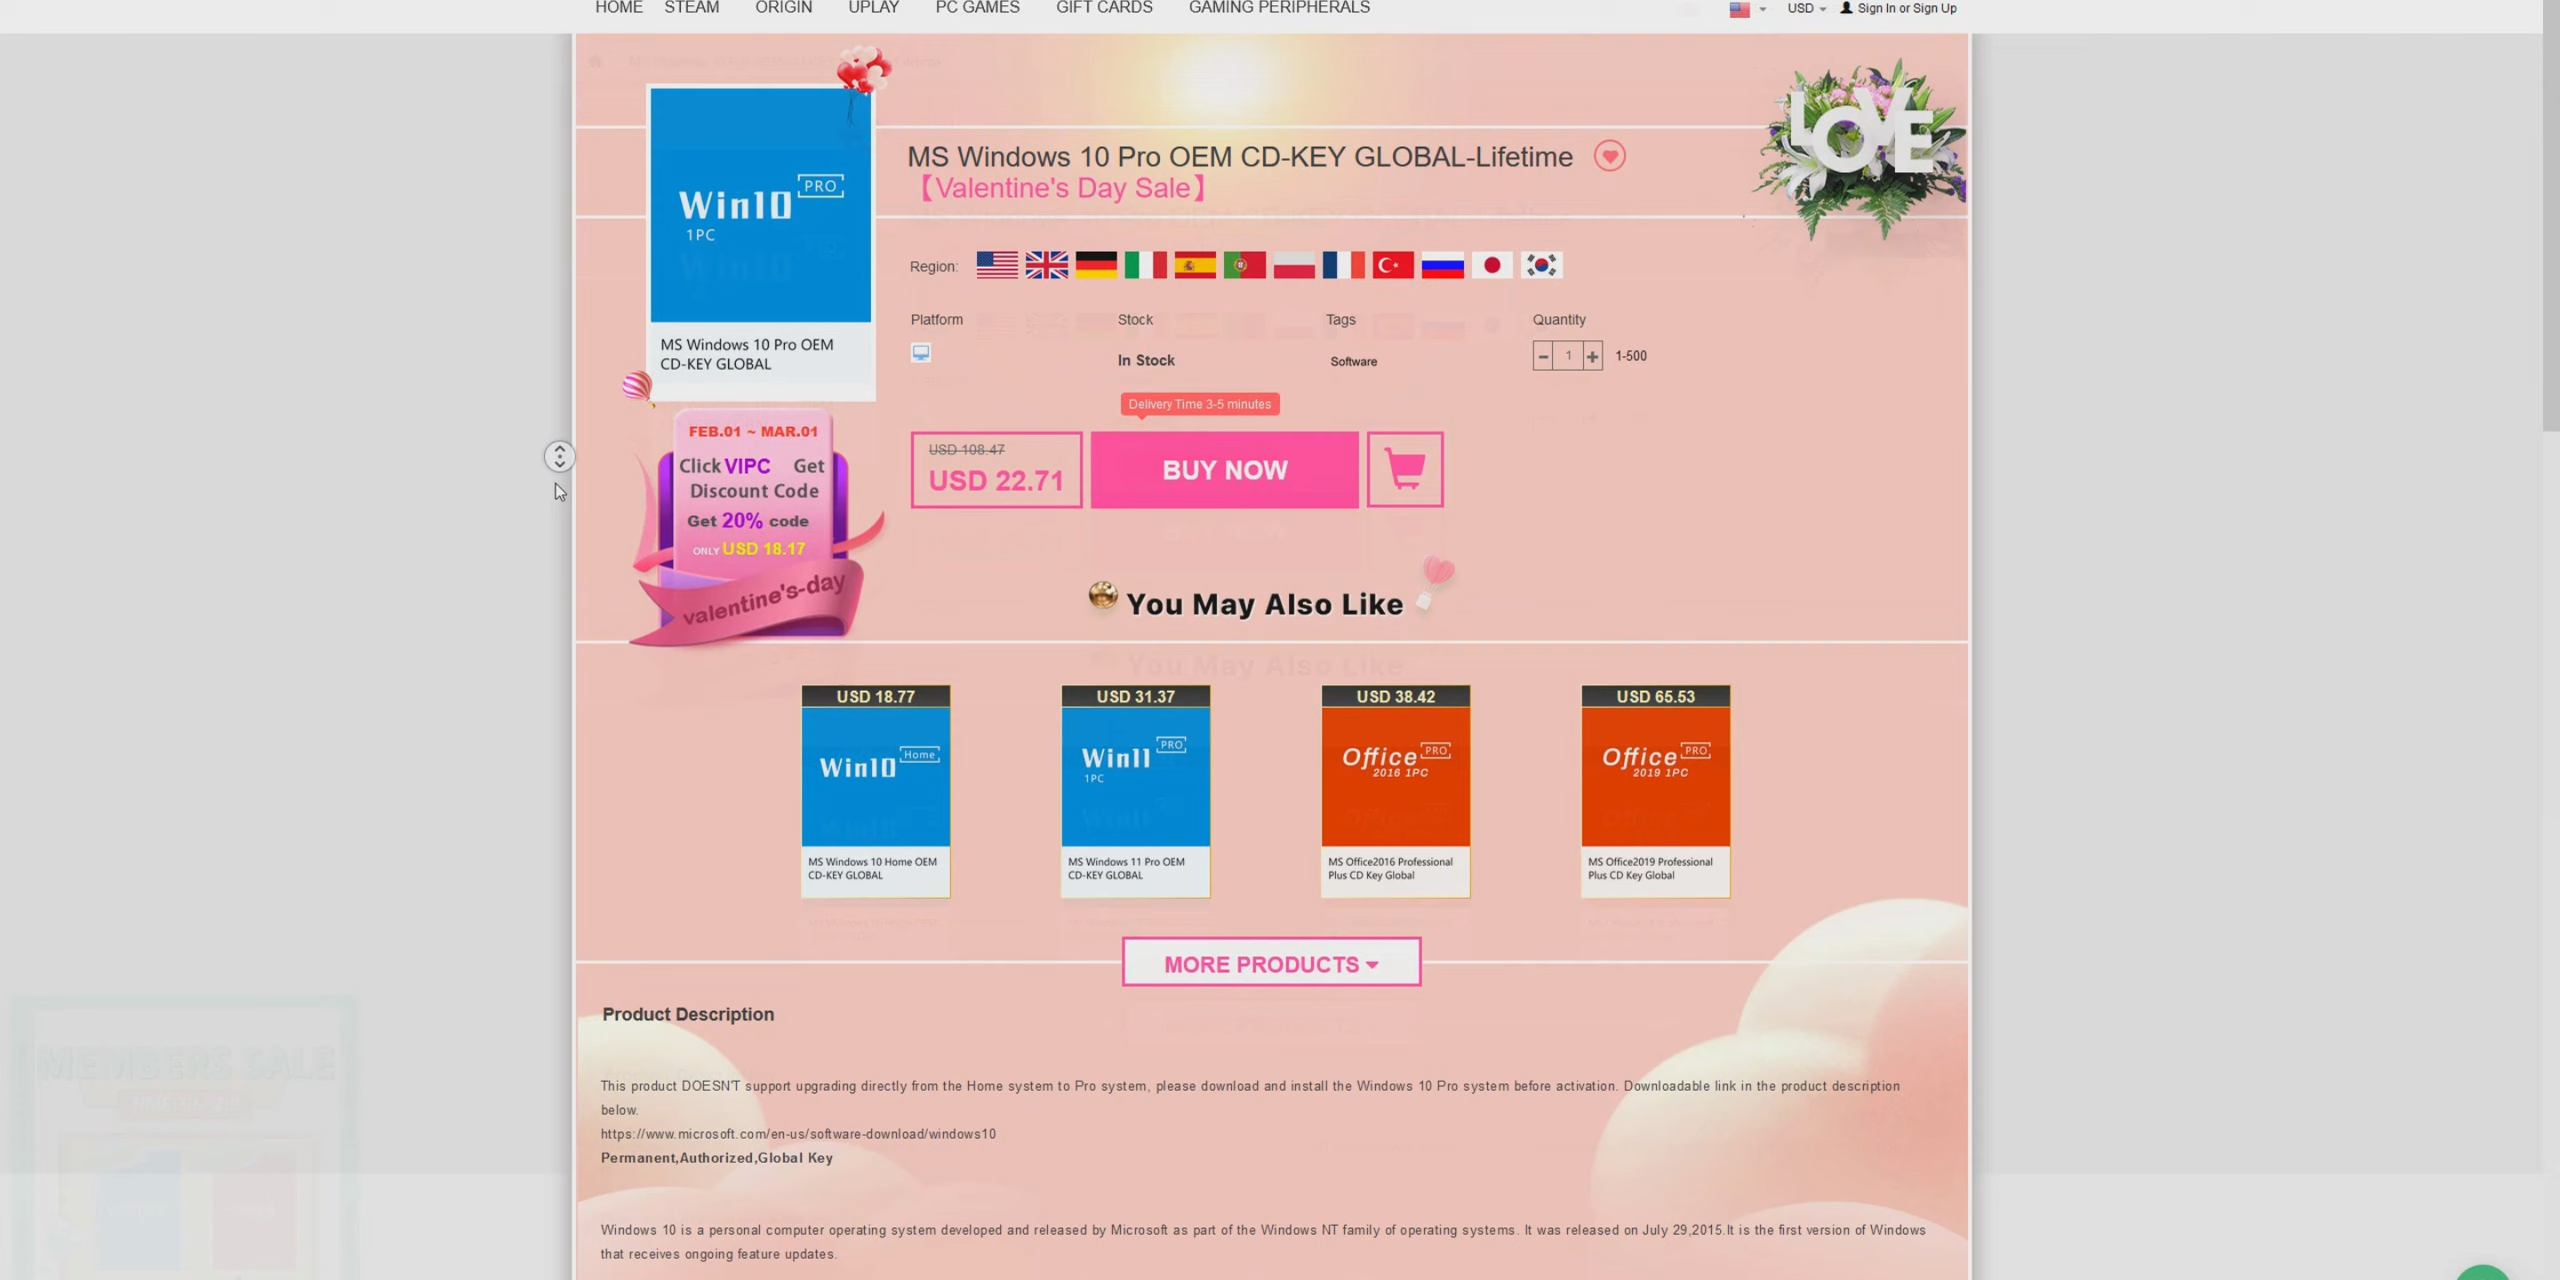 HOME STEAM ORIGIN UPLAY PC GAMES GIFT CARDS GAMING PERIPHERALS USD Sign In or Sign Up
LOVE
Win10 PRO
1PC
MS Windows 10 Pro OEM
CD-KEY GLOBAL
MS Windows 10 Pro OEM CD-KEY GLOBAL-Lifetime
【Valentine's Day Sale】
Region:
Platform Stock Tags Quantity
In Stock Software 1 1-500
Delivery Time 3-5 minutes
USD 108.47
USD 22.71
BUY NOW
FEB.01 ~ MAR.01
Click VIPC Get
Discount Code
Get 20% code
ONLY USD 18.17
valentine's-day
You May Also Like
USD 18.77
Win10 Home
MS Windows 10 Home OEM
CD-KEY GLOBAL
USD 31.37
Win11 PRO
1PC
MS Windows 11 Pro OEM
CD-KEY GLOBAL
USD 38.42
Office PRO
2016 1PC
MS Office2016 Professional
Plus CD Key Global
USD 65.53
Office PRO
2019 1PC
MS Office2019 Professional
Plus CD Key Global
MORE PRODUCTS
Product Description
MEMBERS SALE
This product DOESN'T support upgrading directly from the Home system to Pro system, please download and install the Windows 10 Pro system before activation. Downloadable link in the product description
below.
https://www.microsoft.com/en-us/software-download/windows10
Permanent,Authorized,Global Key
Windows 10 is a personal computer operating system developed and released by Microsoft as part of the Windows NT family of operating systems. It was released on July 29,2015.It is the first version of Windows
that receives ongoing feature updates.